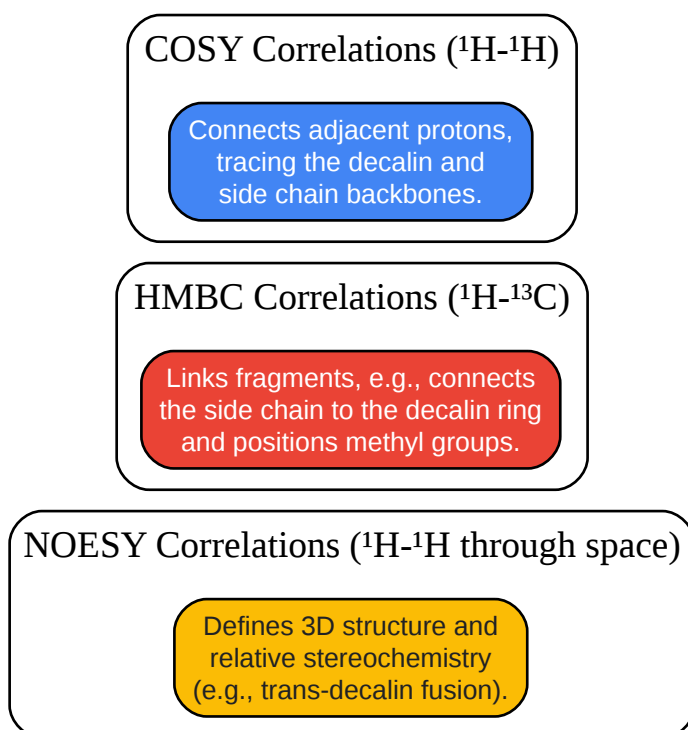 COSY Correlations (¹H-¹H)
Connects adjacent protons,
tracing the decalin and
side chain backbones.
HMBC Correlations (¹H-¹³C)
Links fragments, e.g., connects
the side chain to the decalin ring
and positions methyl groups.
NOESY Correlations (¹H-¹H through space)
Defines 3D structure and
relative stereochemistry
(e.g., trans-decalin fusion).